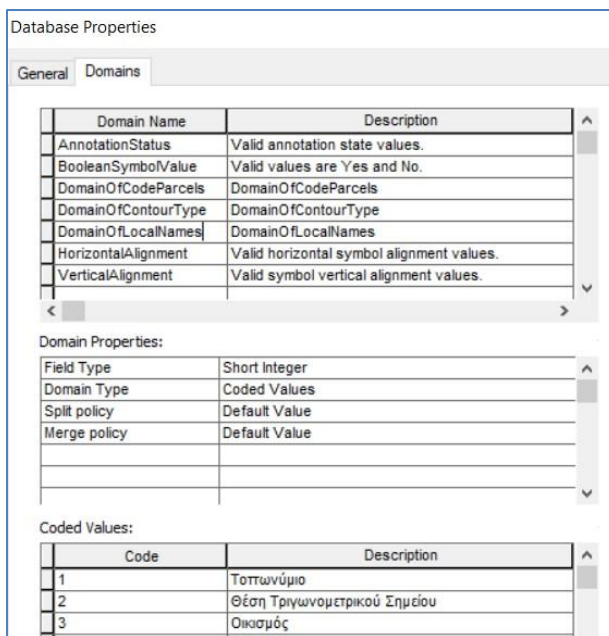 Database Properties
General Domains
Domain Name Description
AnnotationStatus Valid annotation state values.
BooleanSymbolValue Valid values are Yes and No.
DomainOfCodeParcels DomainOfCodeParcels
DomainOfContourType DomainOfContourType
DomainOfLocalNames DomainOfLocalNames
HorizontalAlignment Valid horizontal symbol alignment values.
VerticalAlignment Valid symbol vertical alignment values.
Domain Properties:
Field Type Short Integer
Domain Type Coded Values
Split policy Default Value
Merge policy Default Value
Coded Values:
Code Description
1 Τοπωνύμιο
2 Θέση Τριγωνομετρικού Σημείου
3 Οικισμός